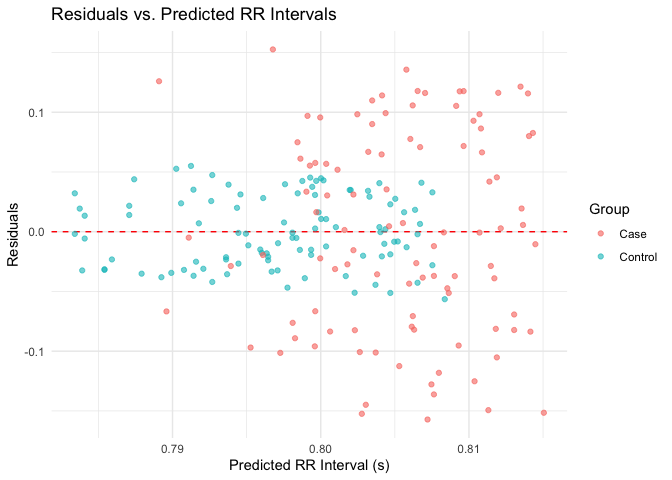 Residuals vs. Predicted RR Intervals
0.1
0.0
-0.1
Residuals
0.79
0.80
0.81
Predicted RR Interval (s)
Group
Case
Control